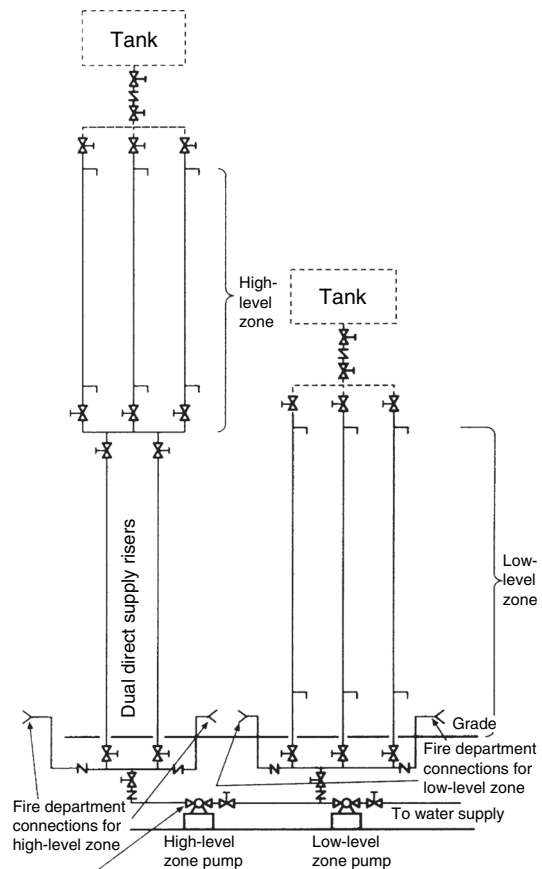 Tank
High-
level
zone
Tank
Dual direct supply risers
Low-
level
zone
Grade
Fire department
connections for
low-level zone
Fire department
connections for
high-level zone
To water supply
High-level
zone pump
Low-level
zone pump